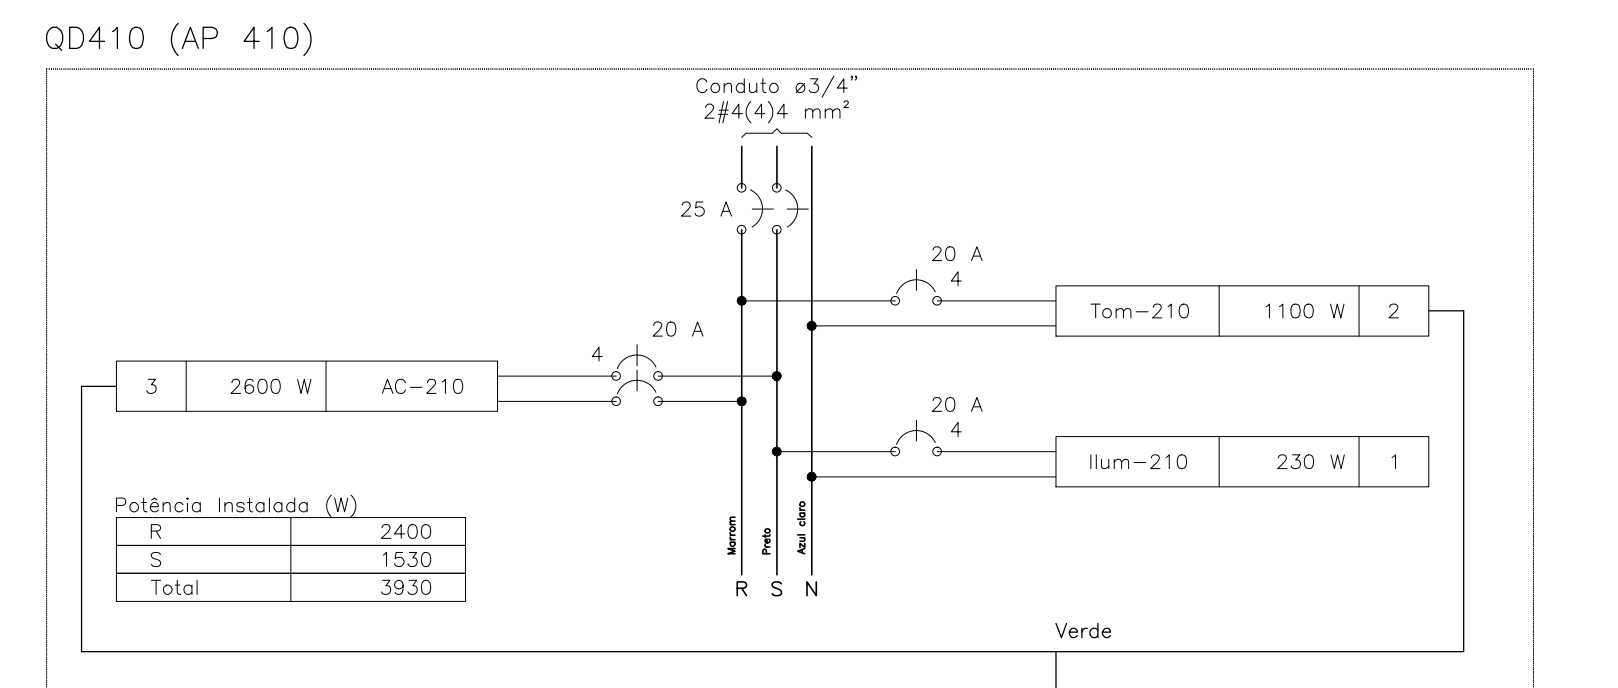 QD410 (AP 410)
Conduto ø3/4"
2#4(4)4 mm²
25 A
20 A
4
Tom-210 1100 W 2
20 A
4
3 2600 W AC-210
20 A
4
Ilum-210 230 W 1
Potência Instalada (W)
R 2400
S 1530
Total 3930
Marrom
Preto
Azul claro
R S N
Verde